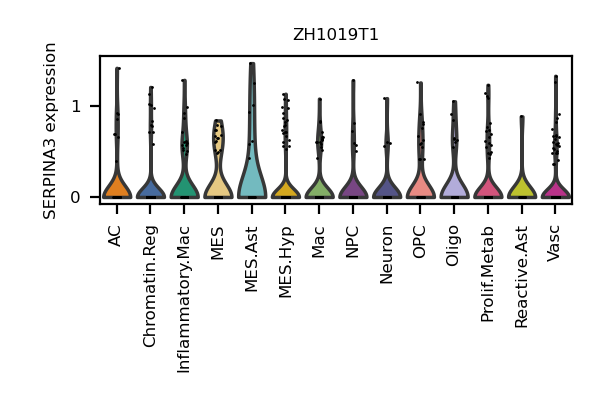 ZH1019T1
SERPINA3 expression
1
0
AC
Chromatin.Reg
Inflammatory.Mac
MES
MES.Ast
MES.Hyp
Mac
NPC
Neuron
OPC
Oligo
Prolif.Metab
Reactive.Ast
Vasc